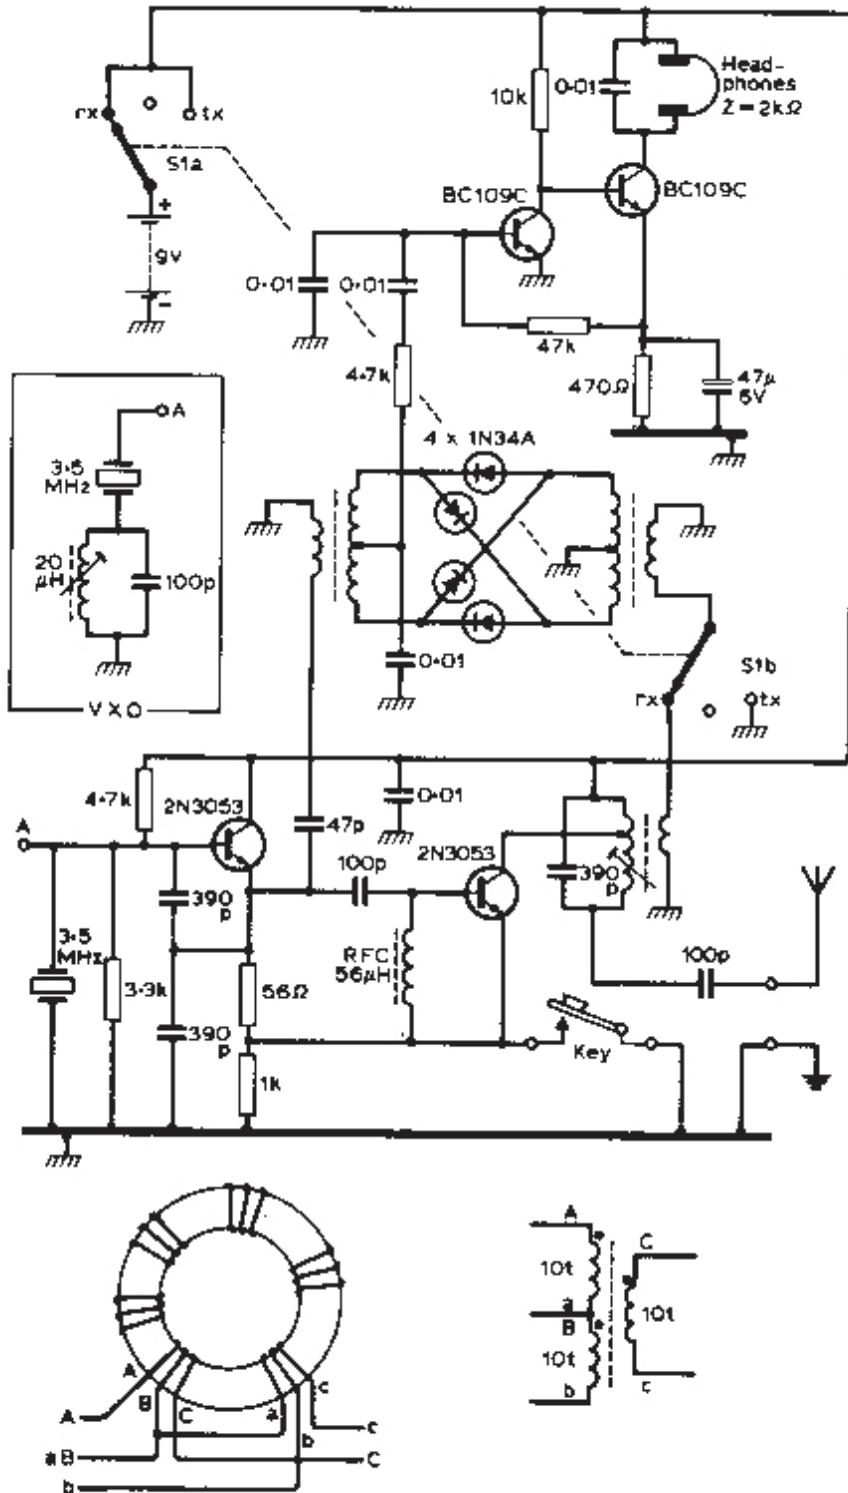 rx
tx
S1a
+
9v
-
10k
0·01
Head-
phones
Z=2kΩ
BC109C
BC109C
0·01
0·01
47k
4·7k
470Ω
47µ
6V
4 x 1N34A
A
3·5
MHz
20
µH
100p
VXO
0·01
S1b
rx
tx
4·7k
2N3053
0·01
A
47p
100p
2N3053
390
p
390
p
3·5
MHz
RFC
56µH
100p
3·3k
56Ω
390
p
Key
1k
A
B
C
a
b
c
A
a B
b
c
C
A
10t
a
B
10t
b
C
10t
c